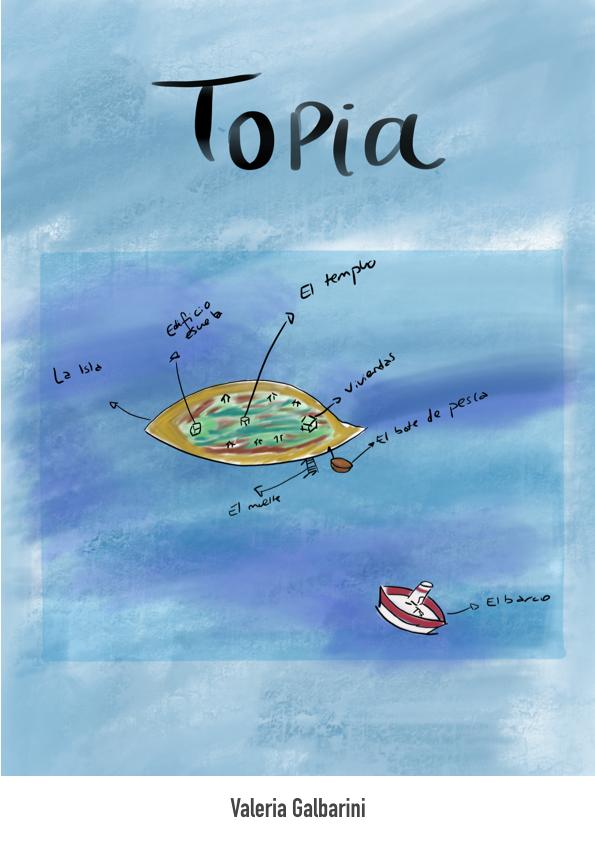 Topia
El templo
Edificio
escuela
La Isla
viviendas
El bote de pesca
El muelle
El barco
Valeria Galbarini